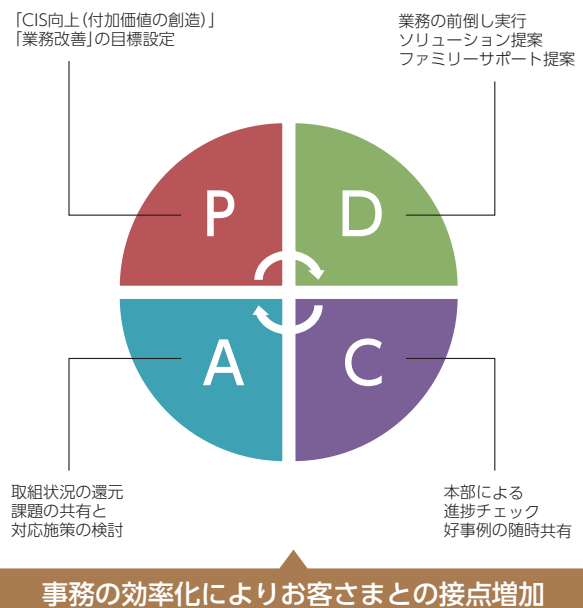 「CIS向上(付加価値の創造)」
「業務改善」の目標設定
業務の前倒し実行
ソリューション提案
ファミリーサポート提案
P
D
A
C
取組状況の還元
課題の共有と
対応施策の検討
本部による
進捗チェック
好事例の随時共有
事務の効率化によりお客さまとの接点増加